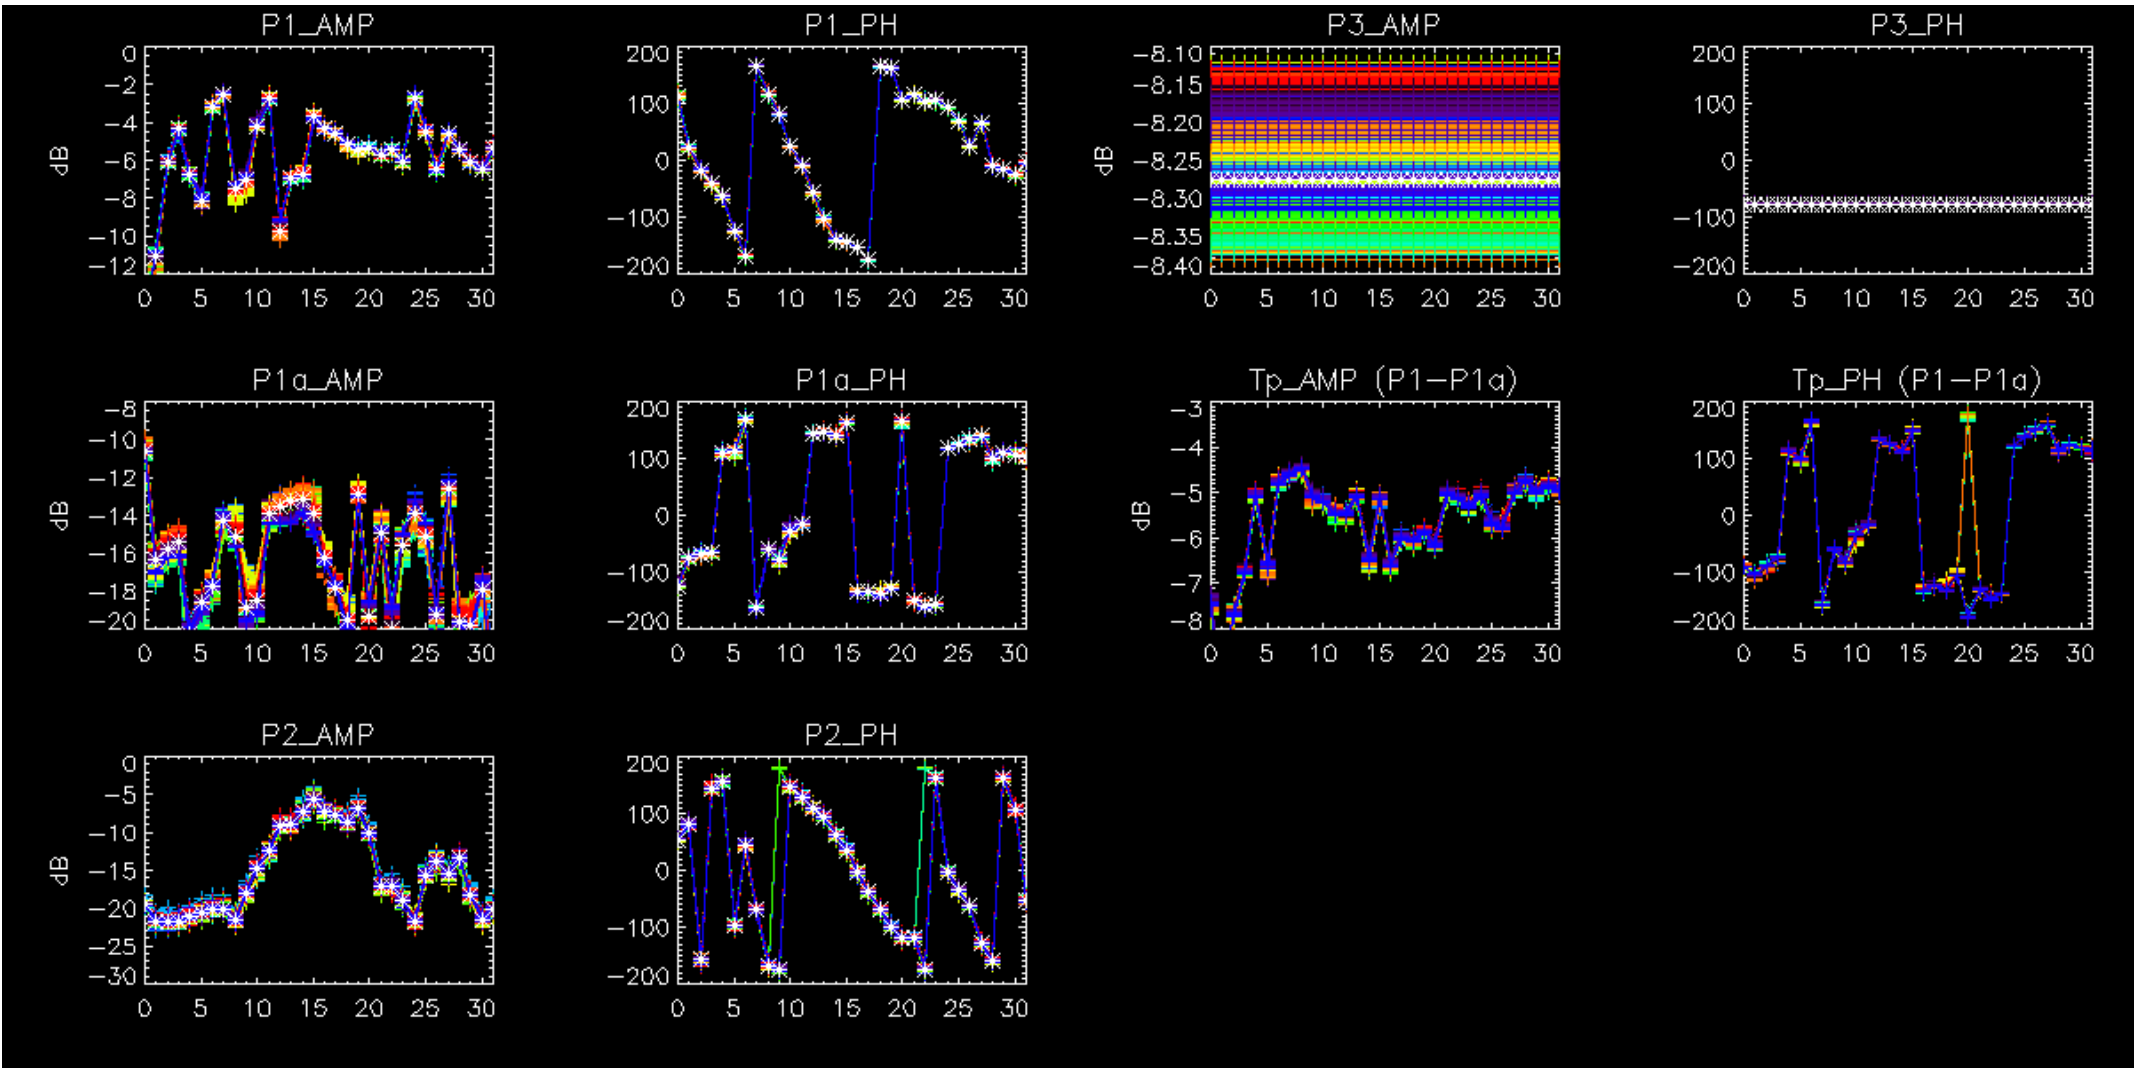 P1_AMP
P1_PH
P3_AMP
P3_PH
dB
0
-2
-4
-6
-8
-10
-12
0 5 10 15 20 25 30
200
100
0
-100
-200
0 5 10 15 20 25 30
dB
-8.10
-8.15
-8.20
-8.25
-8.30
-8.35
-8.40
0 5 10 15 20 25 30
200
100
0
-100
-200
0 5 10 15 20 25 30
P1a_AMP
P1a_PH
Tp_AMP (P1-P1a)
Tp_PH (P1-P1a)
dB
-8
-10
-12
-14
-16
-18
-20
0 5 10 15 20 25 30
200
100
0
-100
-200
0 5 10 15 20 25 30
dB
-3
-4
-5
-6
-7
-8
0 5 10 15 20 25 30
200
100
0
-100
-200
0 5 10 15 20 25 30
P2_AMP
P2_PH
dB
0
-5
-10
-15
-20
-25
-30
0 5 10 15 20 25 30
200
100
0
-100
-200
0 5 10 15 20 25 30